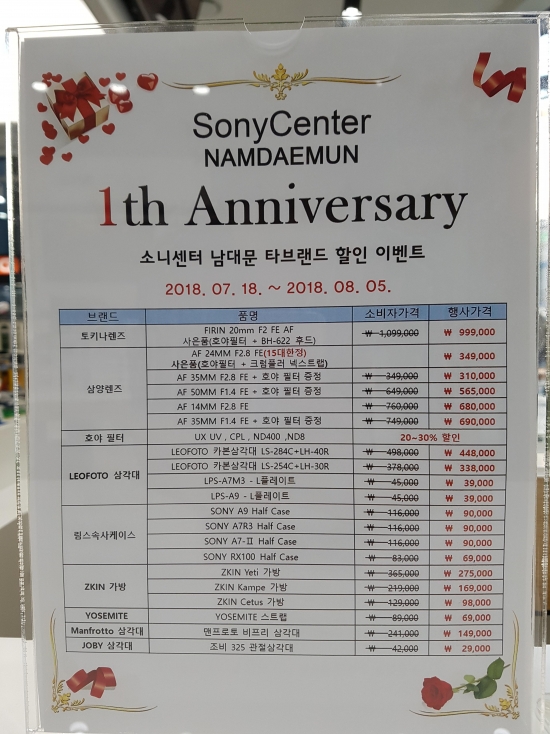 SonyCenter
NAMDAEMUN
1th Anniversary
소니센터 남대문 타브랜드 할인 이벤트
2018. 07. 18. ~ 2018. 08. 05.
브랜드 품명 소비자가격 행사가격
토키나렌즈 FIRIN 20mm F2 FE AF ₩ 1,099,000 ₩ 999,000
사은품(호야필터 + BH-622 후드)
삼양렌즈 AF 24MM F2.8 FE(15대한정) ₩ 349,000
사은품(호야필터 + 크럼플러 넥스트랩)
AF 35MM F2.8 FE + 호야 필터 증정 ₩ 349,000 ₩ 310,000
AF 50MM F1.4 FE + 호야 필터 증정 ₩ 649,000 ₩ 565,000
AF 14MM F2.8 FE ₩ 760,000 ₩ 680,000
AF 35MM F1.4 FE + 호야 필터 증정 ₩ 749,000 ₩ 690,000
호야 필터 UX UV , CPL , ND400 ,ND8 20~30% 할인
LEOFOTO 삼각대 LEOFOTO 카본삼각대 LS-284C+LH-40R ₩ 498,000 ₩ 448,000
LEOFOTO 카본삼각대 LS-254C+LH-30R ₩ 378,000 ₩ 338,000
LPS-A7M3 - L플레이트 ₩ 45,000 ₩ 39,000
LPS-A9 - L플레이트 ₩ 45,000 ₩ 39,000
림스속사케이스 SONY A9 Half Case ₩ 116,000 ₩ 90,000
SONY A7R3 Half Case ₩ 116,000 ₩ 90,000
SONY A7-II Half Case ₩ 116,000 ₩ 90,000
SONY RX100 Half Case ₩ 83,000 ₩ 69,000
ZKIN 가방 ZKIN Yeti 가방 ₩ 365,000 ₩ 275,000
ZKIN Kampe 가방 ₩ 219,000 ₩ 169,000
ZKIN Cetus 가방 ₩ 129,000 ₩ 98,000
YOSEMITE YOSEMITE 스트랩 ₩ 89,000 ₩ 69,000
Manfrotto 삼각대 맨프로토 비프리 삼각대 ₩ 241,000 ₩ 149,000
JOBY 삼각대 조비 325 관절삼각대 ₩ 42,000 ₩ 29,000